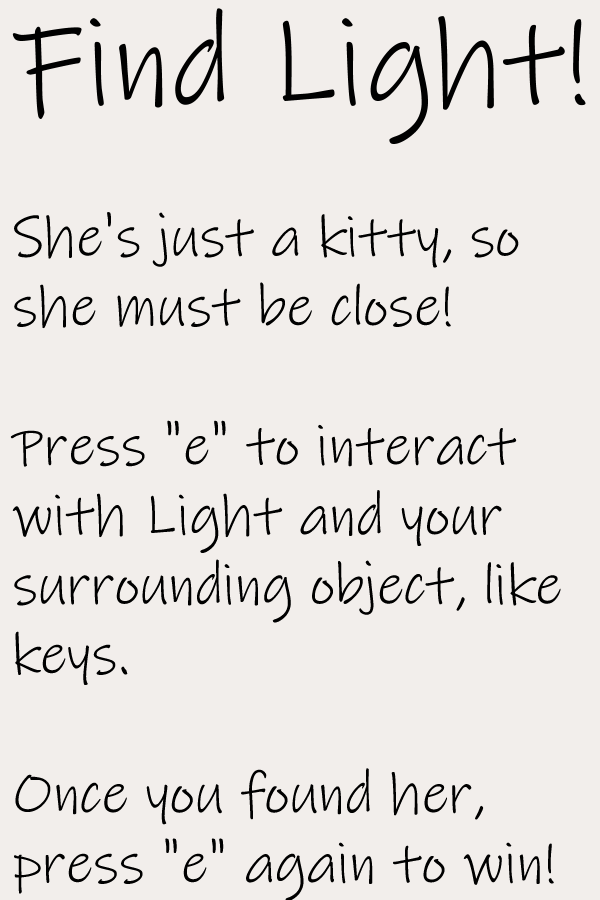 Find Light!
She's just a kitty, so
she must be close!
Press "e" to interact
with Light and your
surrounding object, like
keys.
Once you found her,
press "e" again to win!